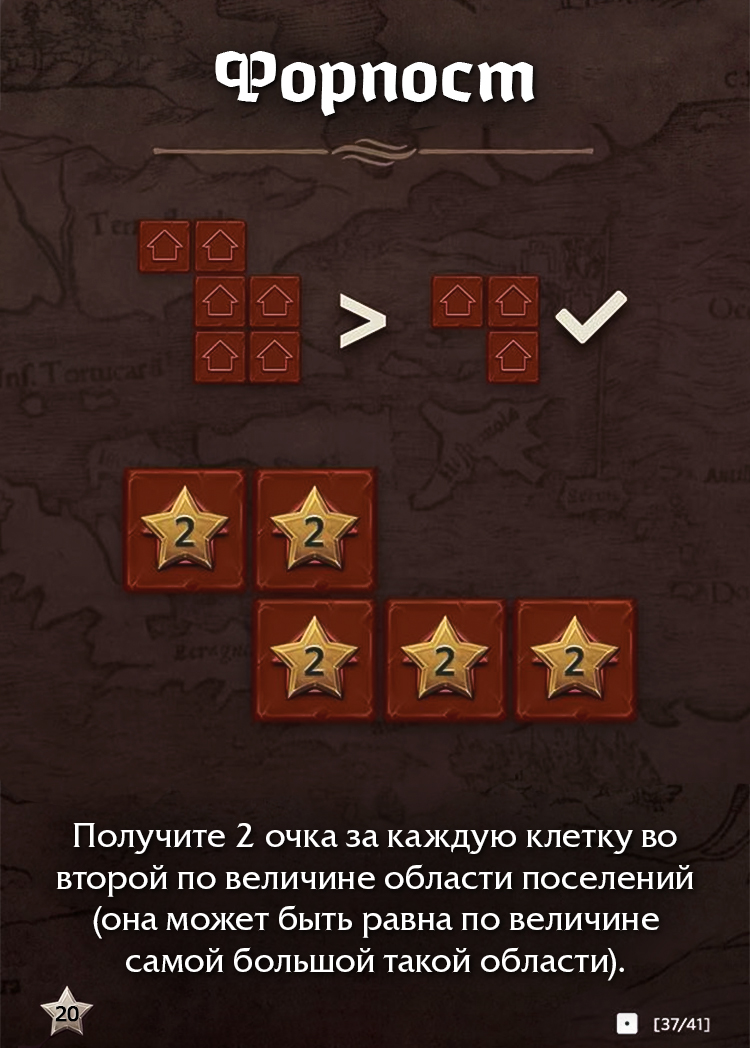 Форпост
>
2 2
2 2 2
Получите 2 очка за каждую клетку во
второй по величине области поселений
(она может быть равна по величине
самой большой такой области).
20
[37/41]